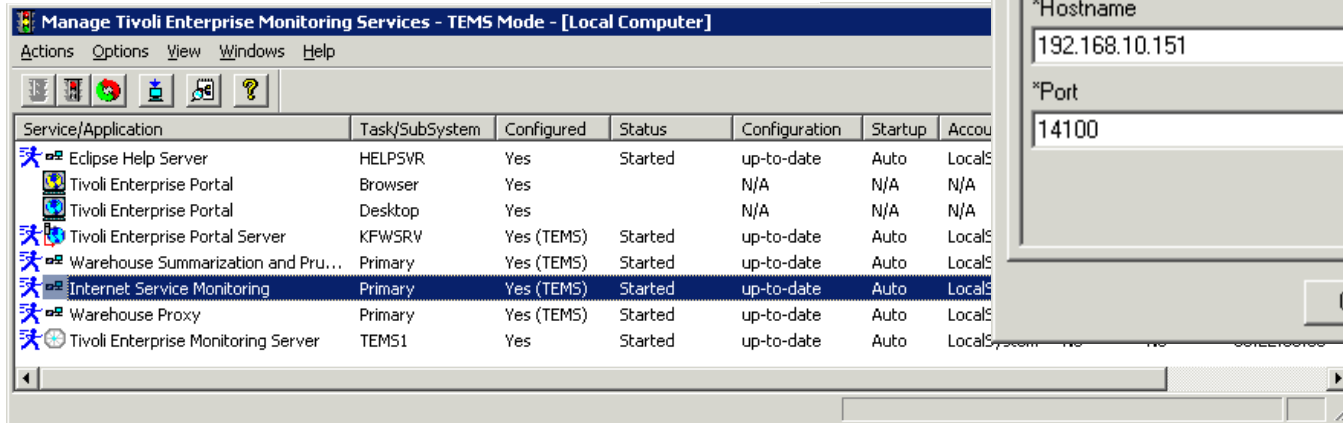 Manage Tivoli Enterprise Monitoring Services - TEMS Mode - [Local Computer]
Actions Options View Windows Help
Service/Application Task/SubSystem Configured Status Configuration Startup
Eclipse Help Server HELPSVR Yes Started up-to-date Auto
Tivoli Enterprise Portal Browser Yes N/A N/A N/A
Tivoli Enterprise Portal Desktop Yes N/A N/A N/A
Tivoli Enterprise Portal Server KFWSRV Yes (TEMS) Started up-to-date Auto
Warehouse Summarization and Pru... Primary Yes (TEMS) Started up-to-date Auto
Internet Service Monitoring Primary Yes (TEMS) Started up-to-date Auto
Warehouse Proxy Primary Yes (TEMS) Started up-to-date Auto
Tivoli Enterprise Monitoring Server TEMS1 Yes Started up-to-date Auto
*Hostname
192.168.10.151
*Port
14100